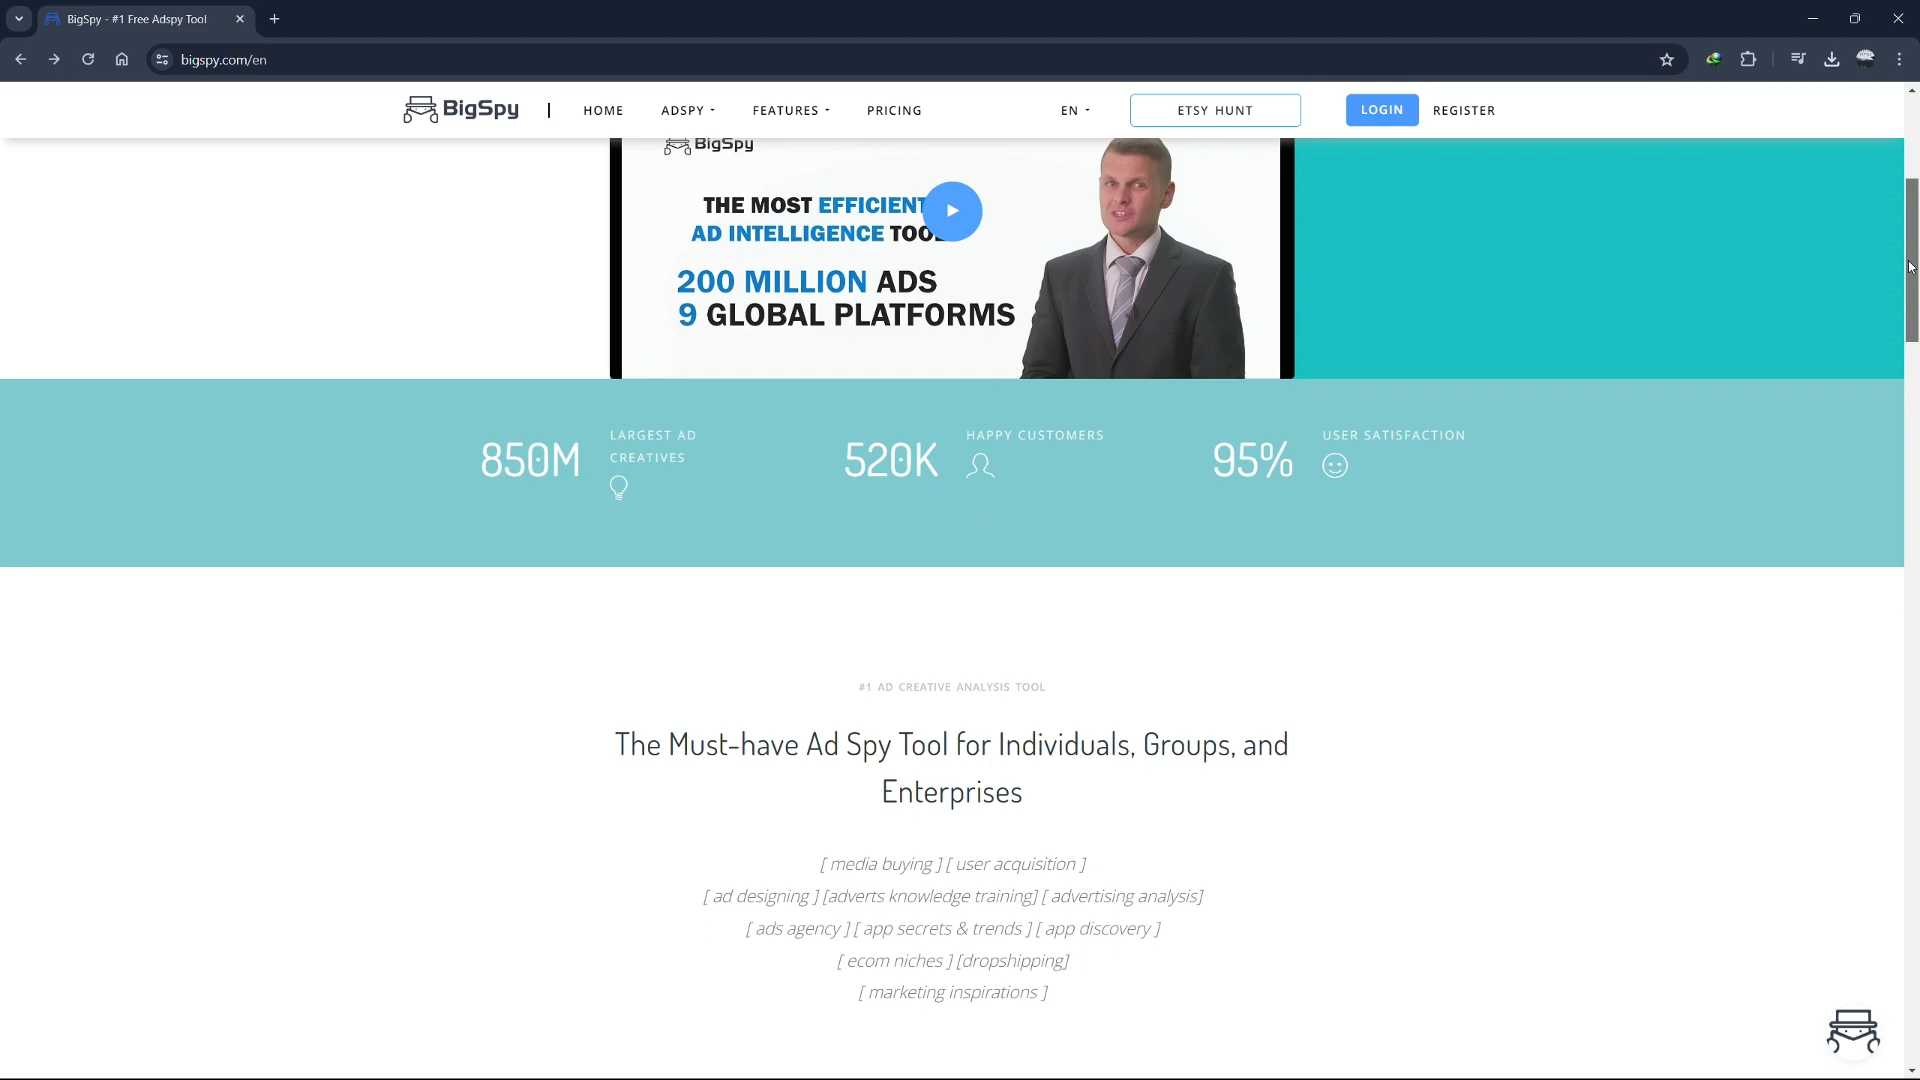 BigSpy - #1 Free Adspy Tool
bigspy.com/en
BigSpy
HOME
ADSPY
FEATURES
PRICING
EN
ETSY HUNT
LOGIN
REGISTER
BigSpy
THE MOST EFFICIENT
AD INTELLIGENCE TOOL
200 MILLION ADS
9 GLOBAL PLATFORMS
850M
LARGEST AD
CREATIVES
520K
HAPPY CUSTOMERS
95%
USER SATISFACTION
#1 AD CREATIVE ANALYSIS TOOL
The Must-have Ad Spy Tool for Individuals, Groups, and
Enterprises
[ media buying ] [ user acquisition ]
[ ad designing ] [adverts knowledge training] [ advertising analysis]
[ ads agency ] [ app secrets & trends ] [ app discovery ]
[ ecom niches ] [dropshipping]
[ marketing inspirations ]